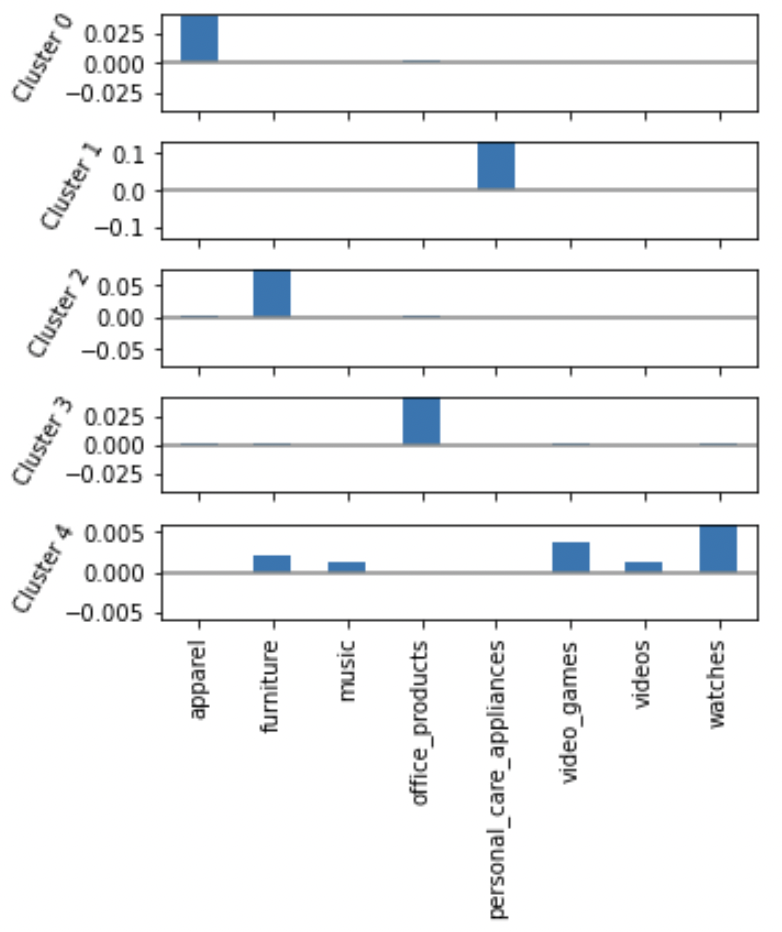 Cluster 0
0.025
0.000
−0.025
Cluster 1
0.1
0.0
−0.1
Cluster 2
0.05
0.00
−0.05
Cluster 3
0.025
0.000
−0.025
Cluster 4
0.005
0.000
−0.005
apparel
furniture
music
office_products
personal_care_appliances
video_games
videos
watches